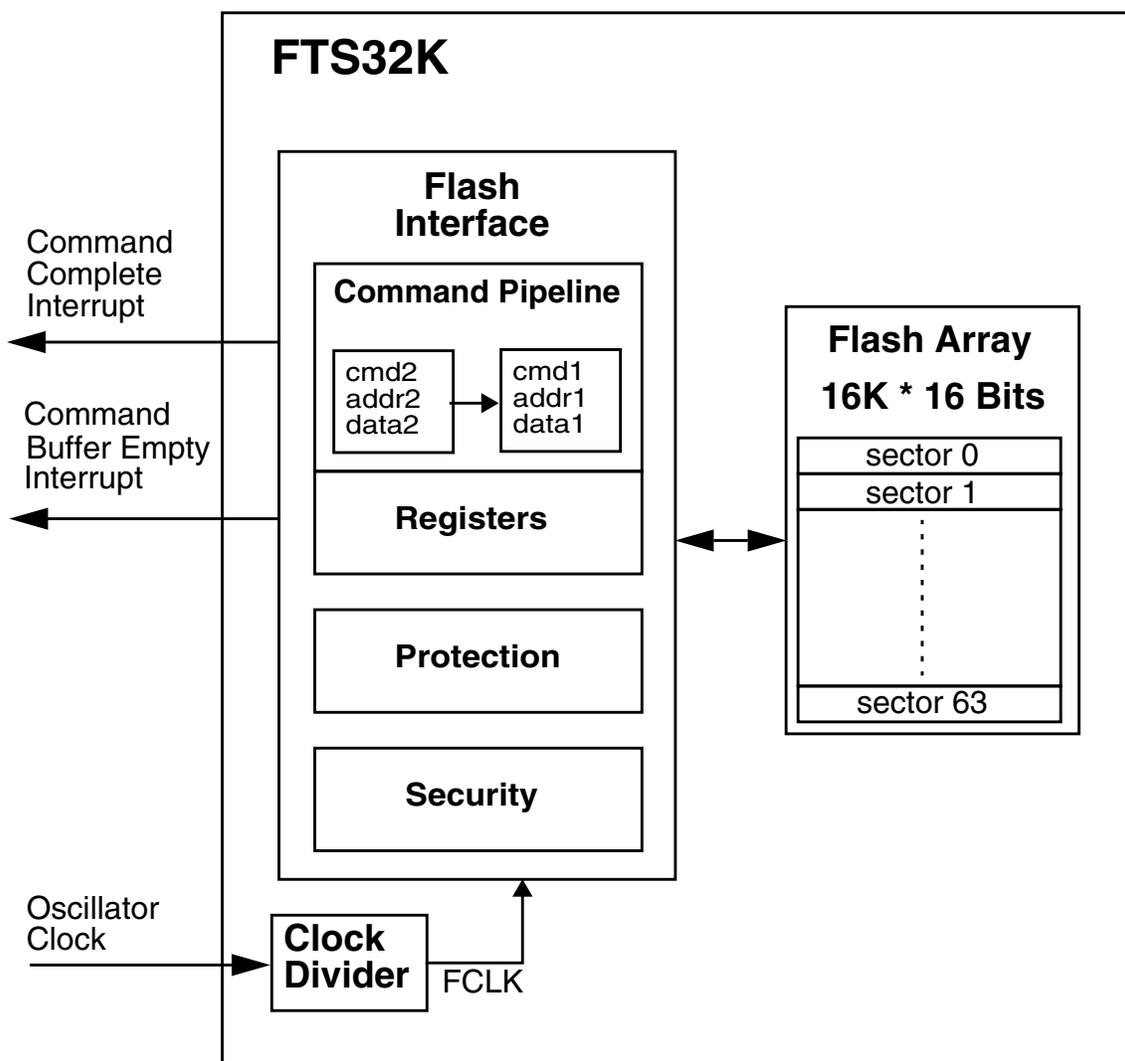 FTS32K
Flash
Interface
Command
Complete
Interrupt
Command Pipeline
cmd2
addr2
data2
cmd1
addr1
data1
Command
Buffer Empty
Interrupt
Registers
Protection
Security
Flash Array
16K * 16 Bits
sector 0
sector 1
sector 63
Oscillator
Clock
Clock
Divider
FCLK